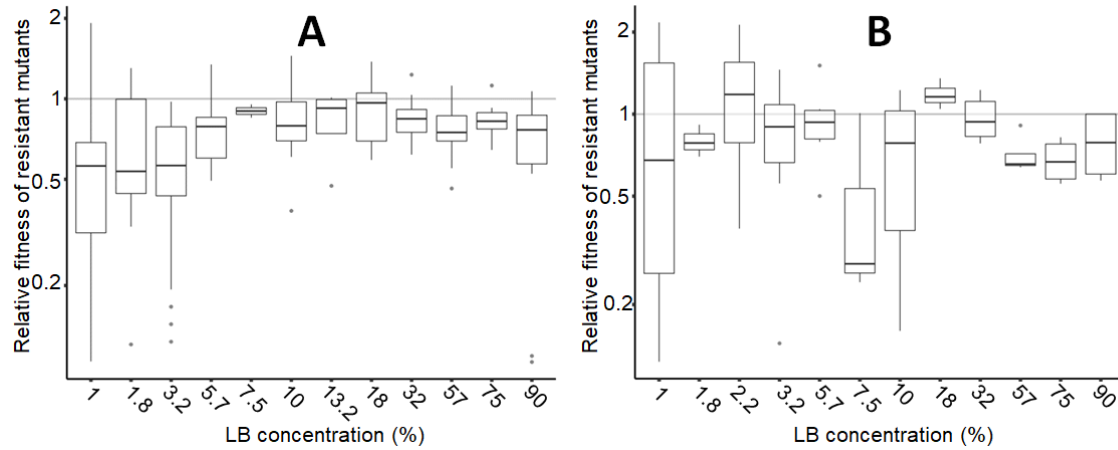 A
Relative fitness of resistant mutants
2
1
0.5
0.2
1 1.8 3.2 5.7 7.5 10 13.2 18 32 57 75 90
LB concentration (%)
B
Relative fitness of resistant mutants
2
1
0.5
0.2
1 1.8 2.2 3.2 5.7 7.5 10 18 32 57 75 90
LB concentration (%)